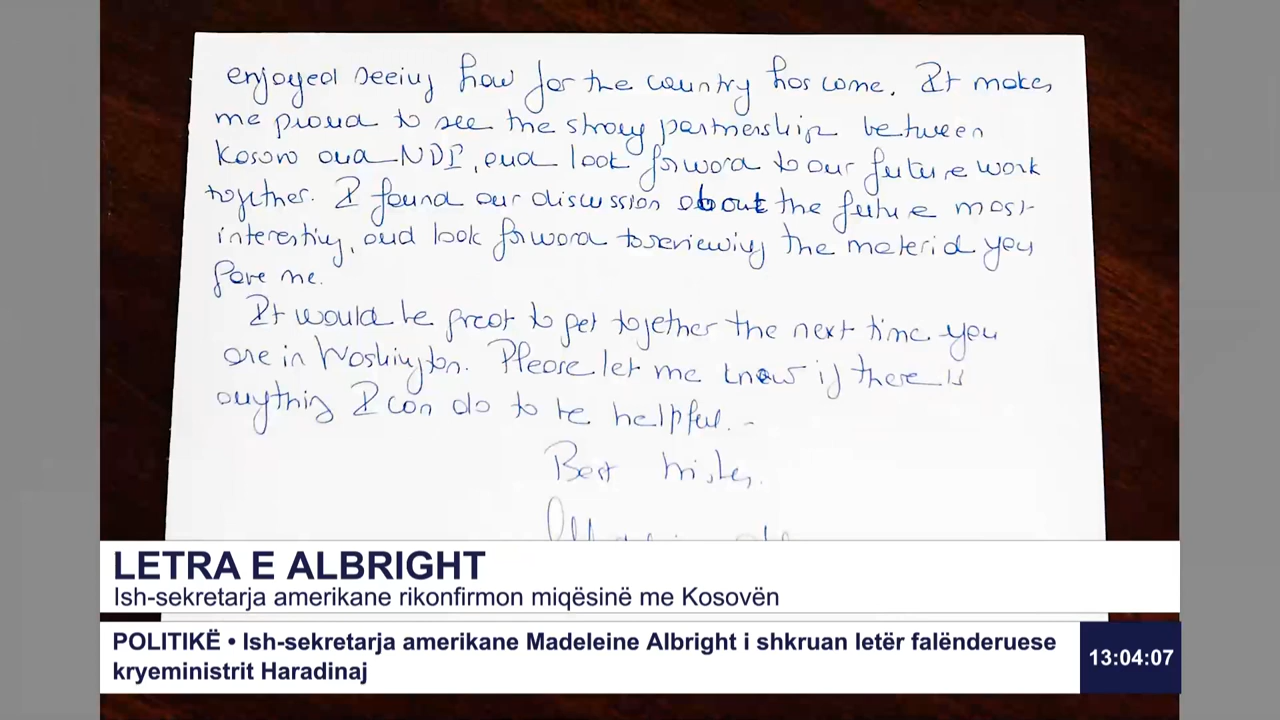 enjoyed seeing how far the country has come. It makes
me proud to see the strong partnership between
Kosovo and NDI, and look forward to our future work
together. I found our discussion about the future most
interesting, and look forward to reviewing the material you
gave me.
It would be great to get together the next time you
are in Washington. Please let me know if there is
anything I can do to be helpful. -
Best wishes,
LETRA E ALBRIGHT
Ish-sekretarja amerikane rikonfirmon miqësinë me Kosovën
POLITIKË • Ish-sekretarja amerikane Madeleine Albright i shkruan letër falënderuese
kryeministrit Haradinaj
13:04:07